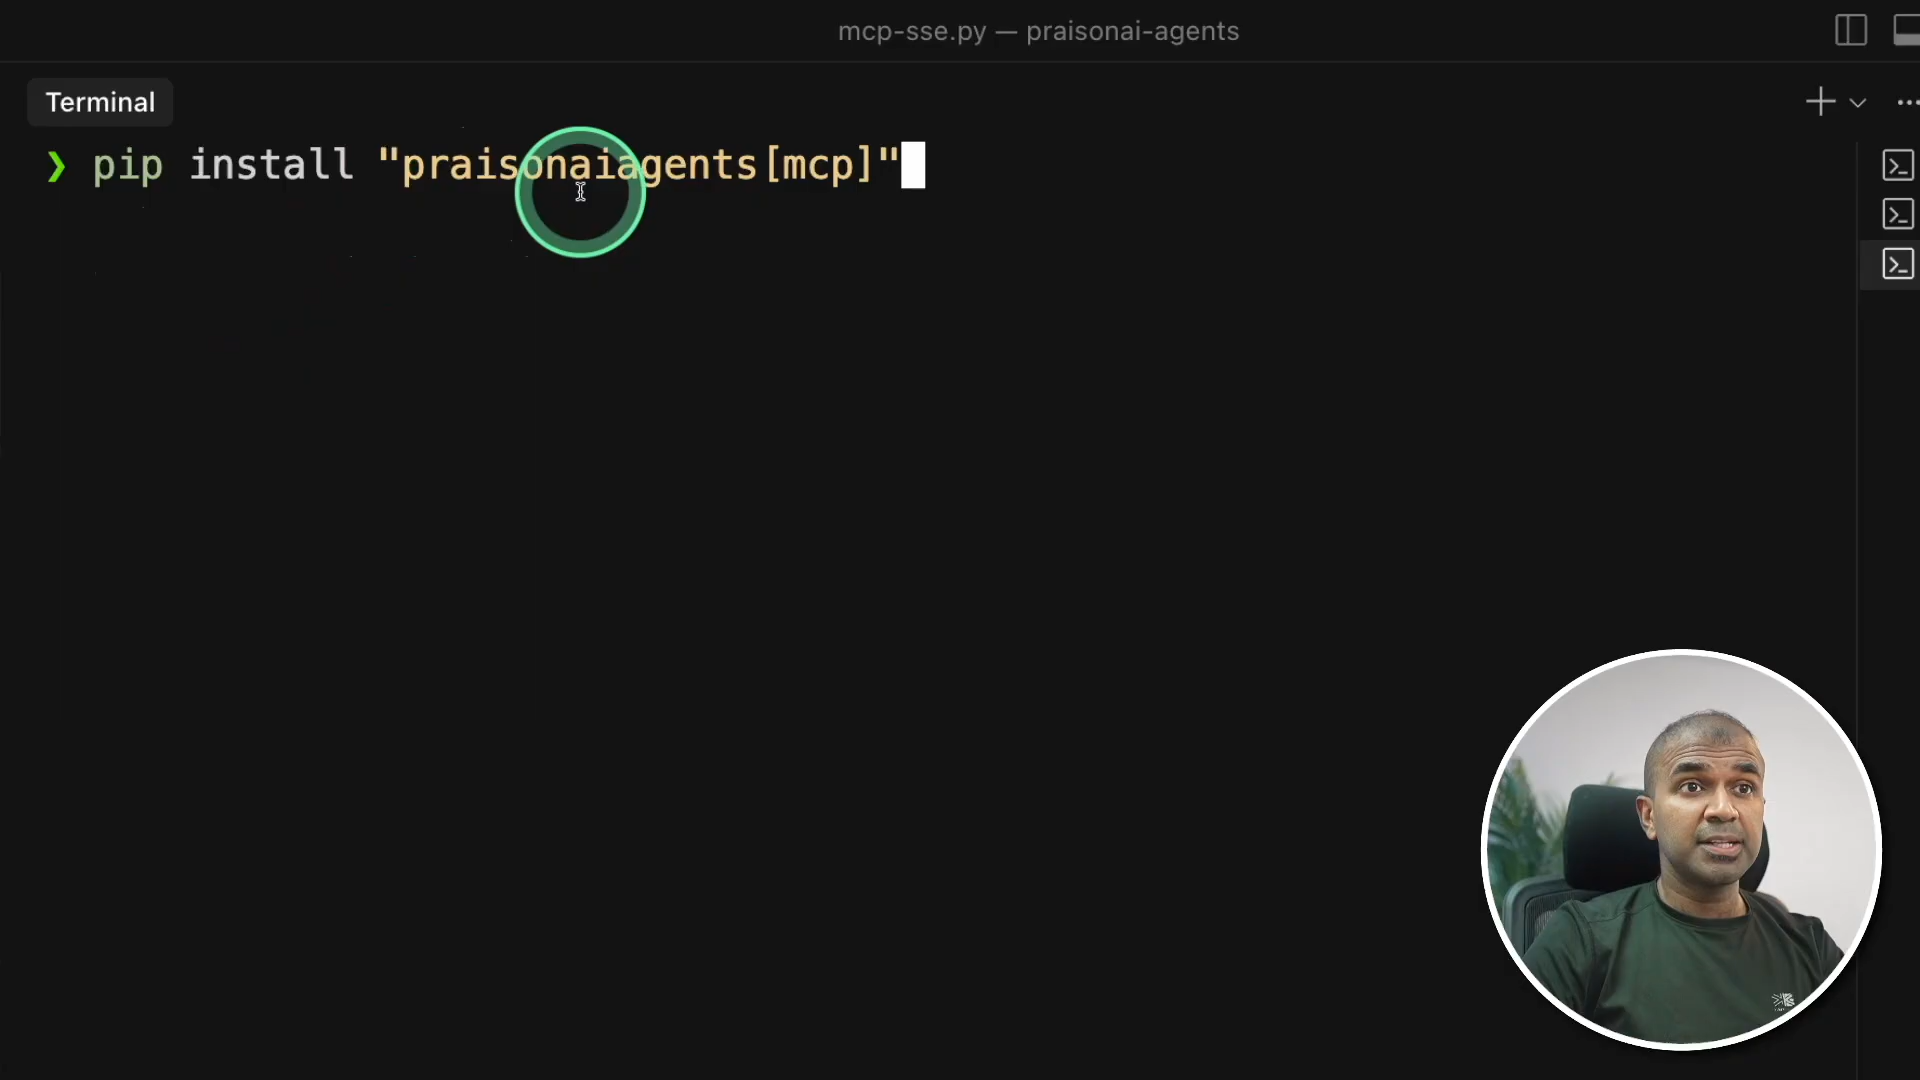 mcp-sse.py — praisonai-agents
Terminal
❯ pip install "praisonaiagents[mcp]"